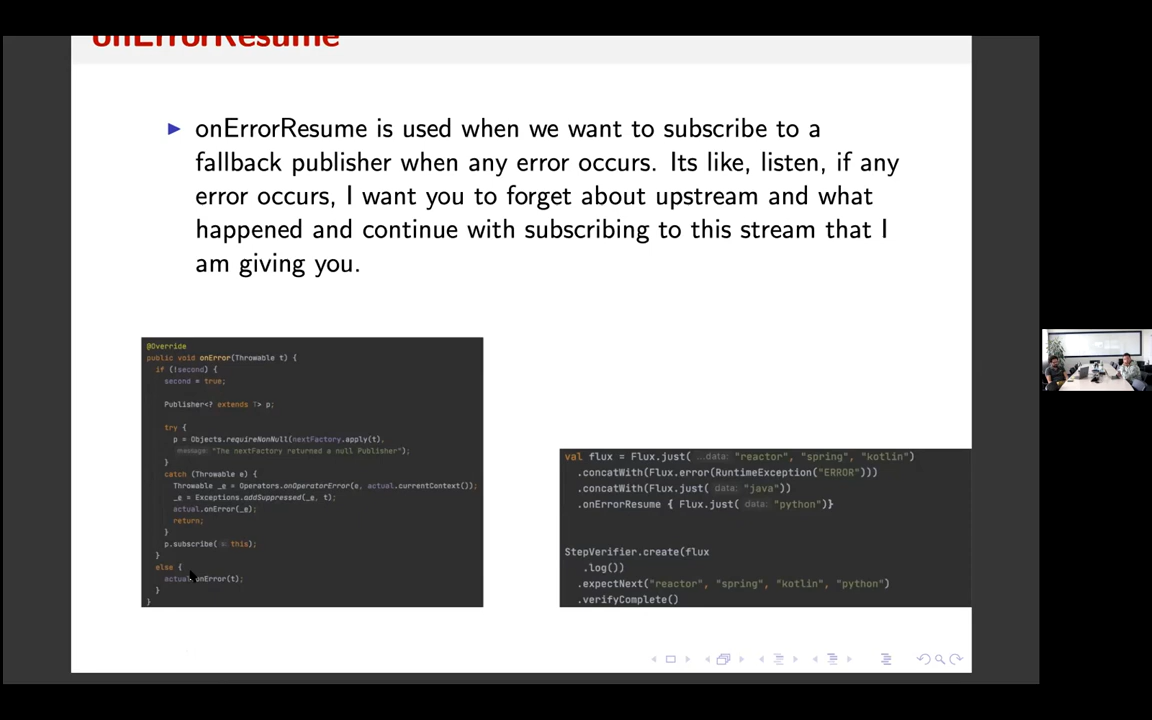 onErrorResume
► onErrorResume is used when we want to subscribe to a
fallback publisher when any error occurs. Its like, listen, if any
error occurs, I want you to forget about upstream and what
happened and continue with subscribing to this stream that I
am giving you.
@Override
public void onError(Throwable t) {
if (!second) {
second = true;
Publisher<? extends T> p;
try {
p = Objects.requireNonNull(nextFactory.apply(t),
message: "The nextFactory returned a null Publisher");
}
catch (Throwable e) {
Throwable _e = Operators.onOperatorError(e, actual.currentContext());
_e = Exceptions.addSuppressed(_e, t);
actual.onError(_e);
return;
}
p.subscribe( s: this);
}
else {
actual.onError(t);
}
}
val flux = Flux.just( ...data: "reactor", "spring", "kotlin")
.concatWith(Flux.error(RuntimeException("ERROR")))
.concatWith(Flux.just( data: "java"))
.onErrorResume { Flux.just( data: "python")}
StepVerifier.create(flux
.log())
.expectNext("reactor", "spring", "kotlin", "python")
.verifyComplete()